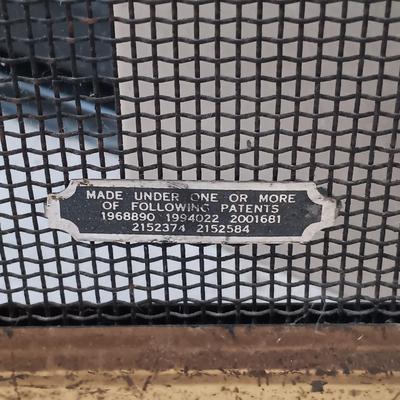 MADE UNDER ONE OR MORE
OF FOLLOWING PATENTS
1968890 1994022 2001681
2152374 2152584